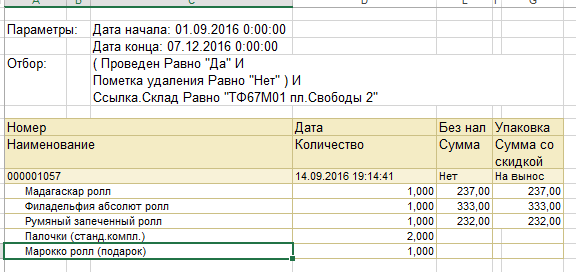 A B C D E F G
Параметры: Дата начала: 01.09.2016 0:00:00
Дата конца: 07.12.2016 0:00:00
Отбор: ( Проведен Равно "Да" И
Пометка удаления Равно "Нет" ) И
Ссылка.Склад Равно "ТФ67М01 пл.Свободы 2"
Номер Дата Без нал Упаковка
Наименование Количество Сумма Сумма со
скидкой
000001057 14.09.2016 19:14:41 Нет На вынос
Мадагаскар ролл 1,000 237,00 237,00
Филадельфия абсолют ролл 1,000 333,00 333,00
Румяный запеченный ролл 1,000 232,00 232,00
Палочки (станд.компл.) 2,000
Марокко ролл (подарок) 1,000